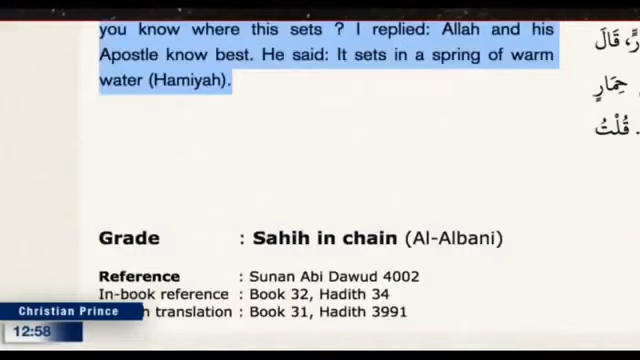 you know where this sets ? I replied: Allah and his
Apostle know best. He said: It sets in a spring of warm
water (Hamiyah).
قَالَ
حِمَارٍ
قُلْتُ
Grade : Sahih in chain (Al-Albani)
Reference : Sunan Abi Dawud 4002
In-book reference : Book 32, Hadith 34
translation : Book 31, Hadith 3991
Christian Prince
12:58